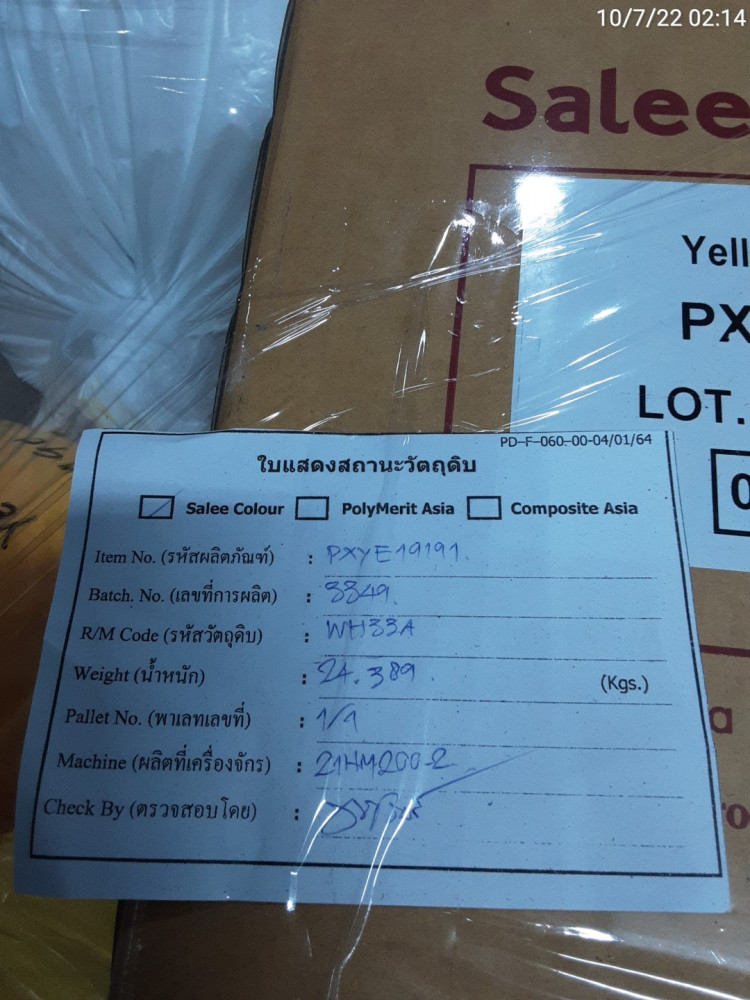 10/7/22 02:14
Salee
Yell
PX
LOT.
0
PD-F-060-00-04/01/64
ใบแสดงสถานะวัตถุดิบ
Salee Colour PolyMerit Asia Composite Asia
Item No. (รหัสผลิตภัณฑ์) : PXYE19191
Batch. No. (เลขที่การผลิต) : 3349
R/M Code (รหัสวัตถุดิบ) : WH33A
Weight (น้ำหนัก) : 24.389 (Kgs.)
Pallet No. (พาเลทเลขที่) : 1/1
Machine (ผลิตที่เครื่องจักร) : 21HM200-2
Check By (ตรวจสอบโดย) :
a
ro